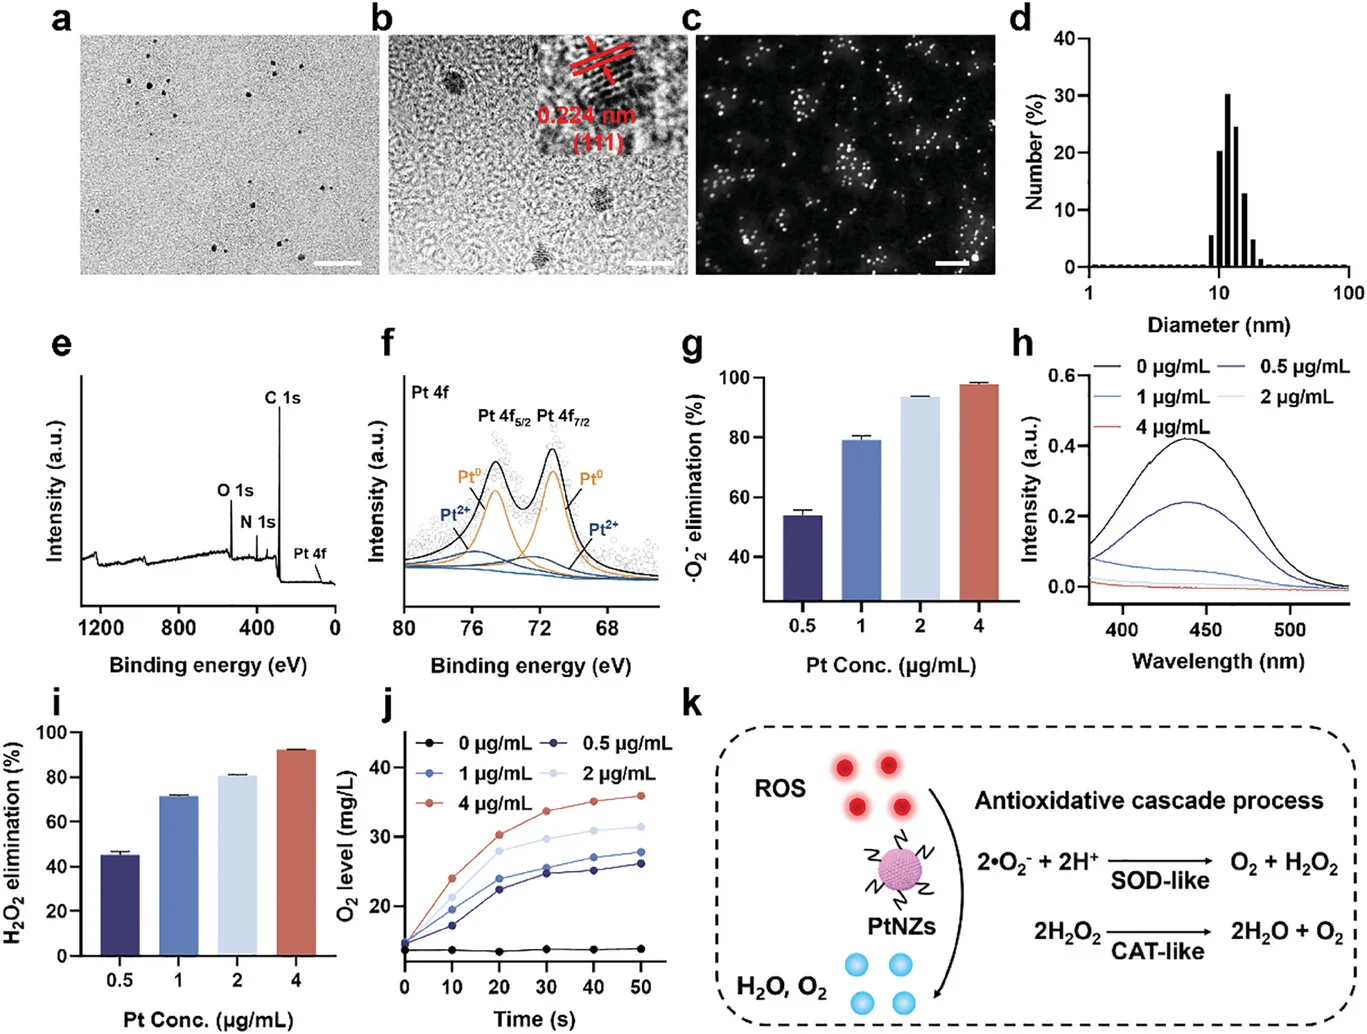 a
b
0.224 nm
(111)
c
d
Number (%)
40
30
20
10
0
1
10
100
Diameter (nm)
e
Intensity (a.u.)
C 1s
O 1s
N 1s
Pt 4f
1200
800
400
0
Binding energy (eV)
f
Intensity (a.u.)
Pt 4f
Pt 4f5/2 Pt 4f7/2
Pt0
Pt0
Pt2+
Pt2+
80
76
72
68
Binding energy (eV)
g
·O2- elimination (%)
100
80
60
40
0.5
1
2
4
Pt Conc. (μg/mL)
h
Intensity (a.u.)
0 μg/mL
0.5 μg/mL
1 μg/mL
2 μg/mL
4 μg/mL
0.6
0.4
0.2
0.0
400
450
500
Wavelength (nm)
i
H2O2 elimination (%)
100
80
60
40
20
0
0.5
1
2
4
Pt Conc. (μg/mL)
j
O2 level (mg/L)
0 μg/mL
0.5 μg/mL
1 μg/mL
2 μg/mL
4 μg/mL
40
30
20
0
10
20
30
40
50
Time (s)
k
ROS
PtNZs
H2O, O2
Antioxidative cascade process
2•O2- + 2H+
SOD-like
O2 + H2O2
2H2O2
CAT-like
2H2O + O2